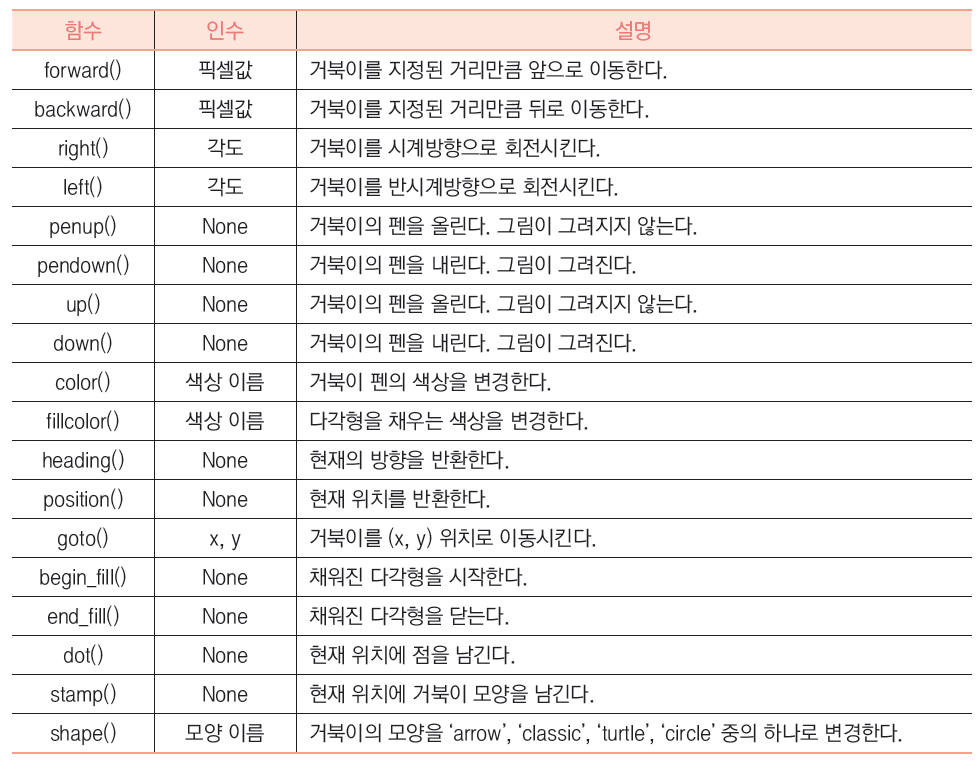 함수 인수 설명
forward() 픽셀값 거북이를 지정된 거리만큼 앞으로 이동한다.
backward() 픽셀값 거북이를 지정된 거리만큼 뒤로 이동한다.
right() 각도 거북이를 시계방향으로 회전시킨다.
left() 각도 거북이를 반시계방향으로 회전시킨다.
penup() None 거북이의 펜을 올린다. 그림이 그려지지 않는다.
pendown() None 거북이의 펜을 내린다. 그림이 그려진다.
up() None 거북이의 펜을 올린다. 그림이 그려지지 않는다.
down() None 거북이의 펜을 내린다. 그림이 그려진다.
color() 색상 이름 거북이 펜의 색상을 변경한다.
fillcolor() 색상 이름 다각형을 채우는 색상을 변경한다.
heading() None 현재의 방향을 반환한다.
position() None 현재 위치를 반환한다.
goto() x, y 거북이를 (x, y) 위치로 이동시킨다.
begin_fill() None 채워진 다각형을 시작한다.
end_fill() None 채워진 다각형을 닫는다.
dot() None 현재 위치에 점을 남긴다.
stamp() None 현재 위치에 거북이 모양을 남긴다.
shape() 모양 이름 거북이의 모양을 ‘arrow’, ‘classic’, ‘turtle’, ‘circle’ 중의 하나로 변경한다.